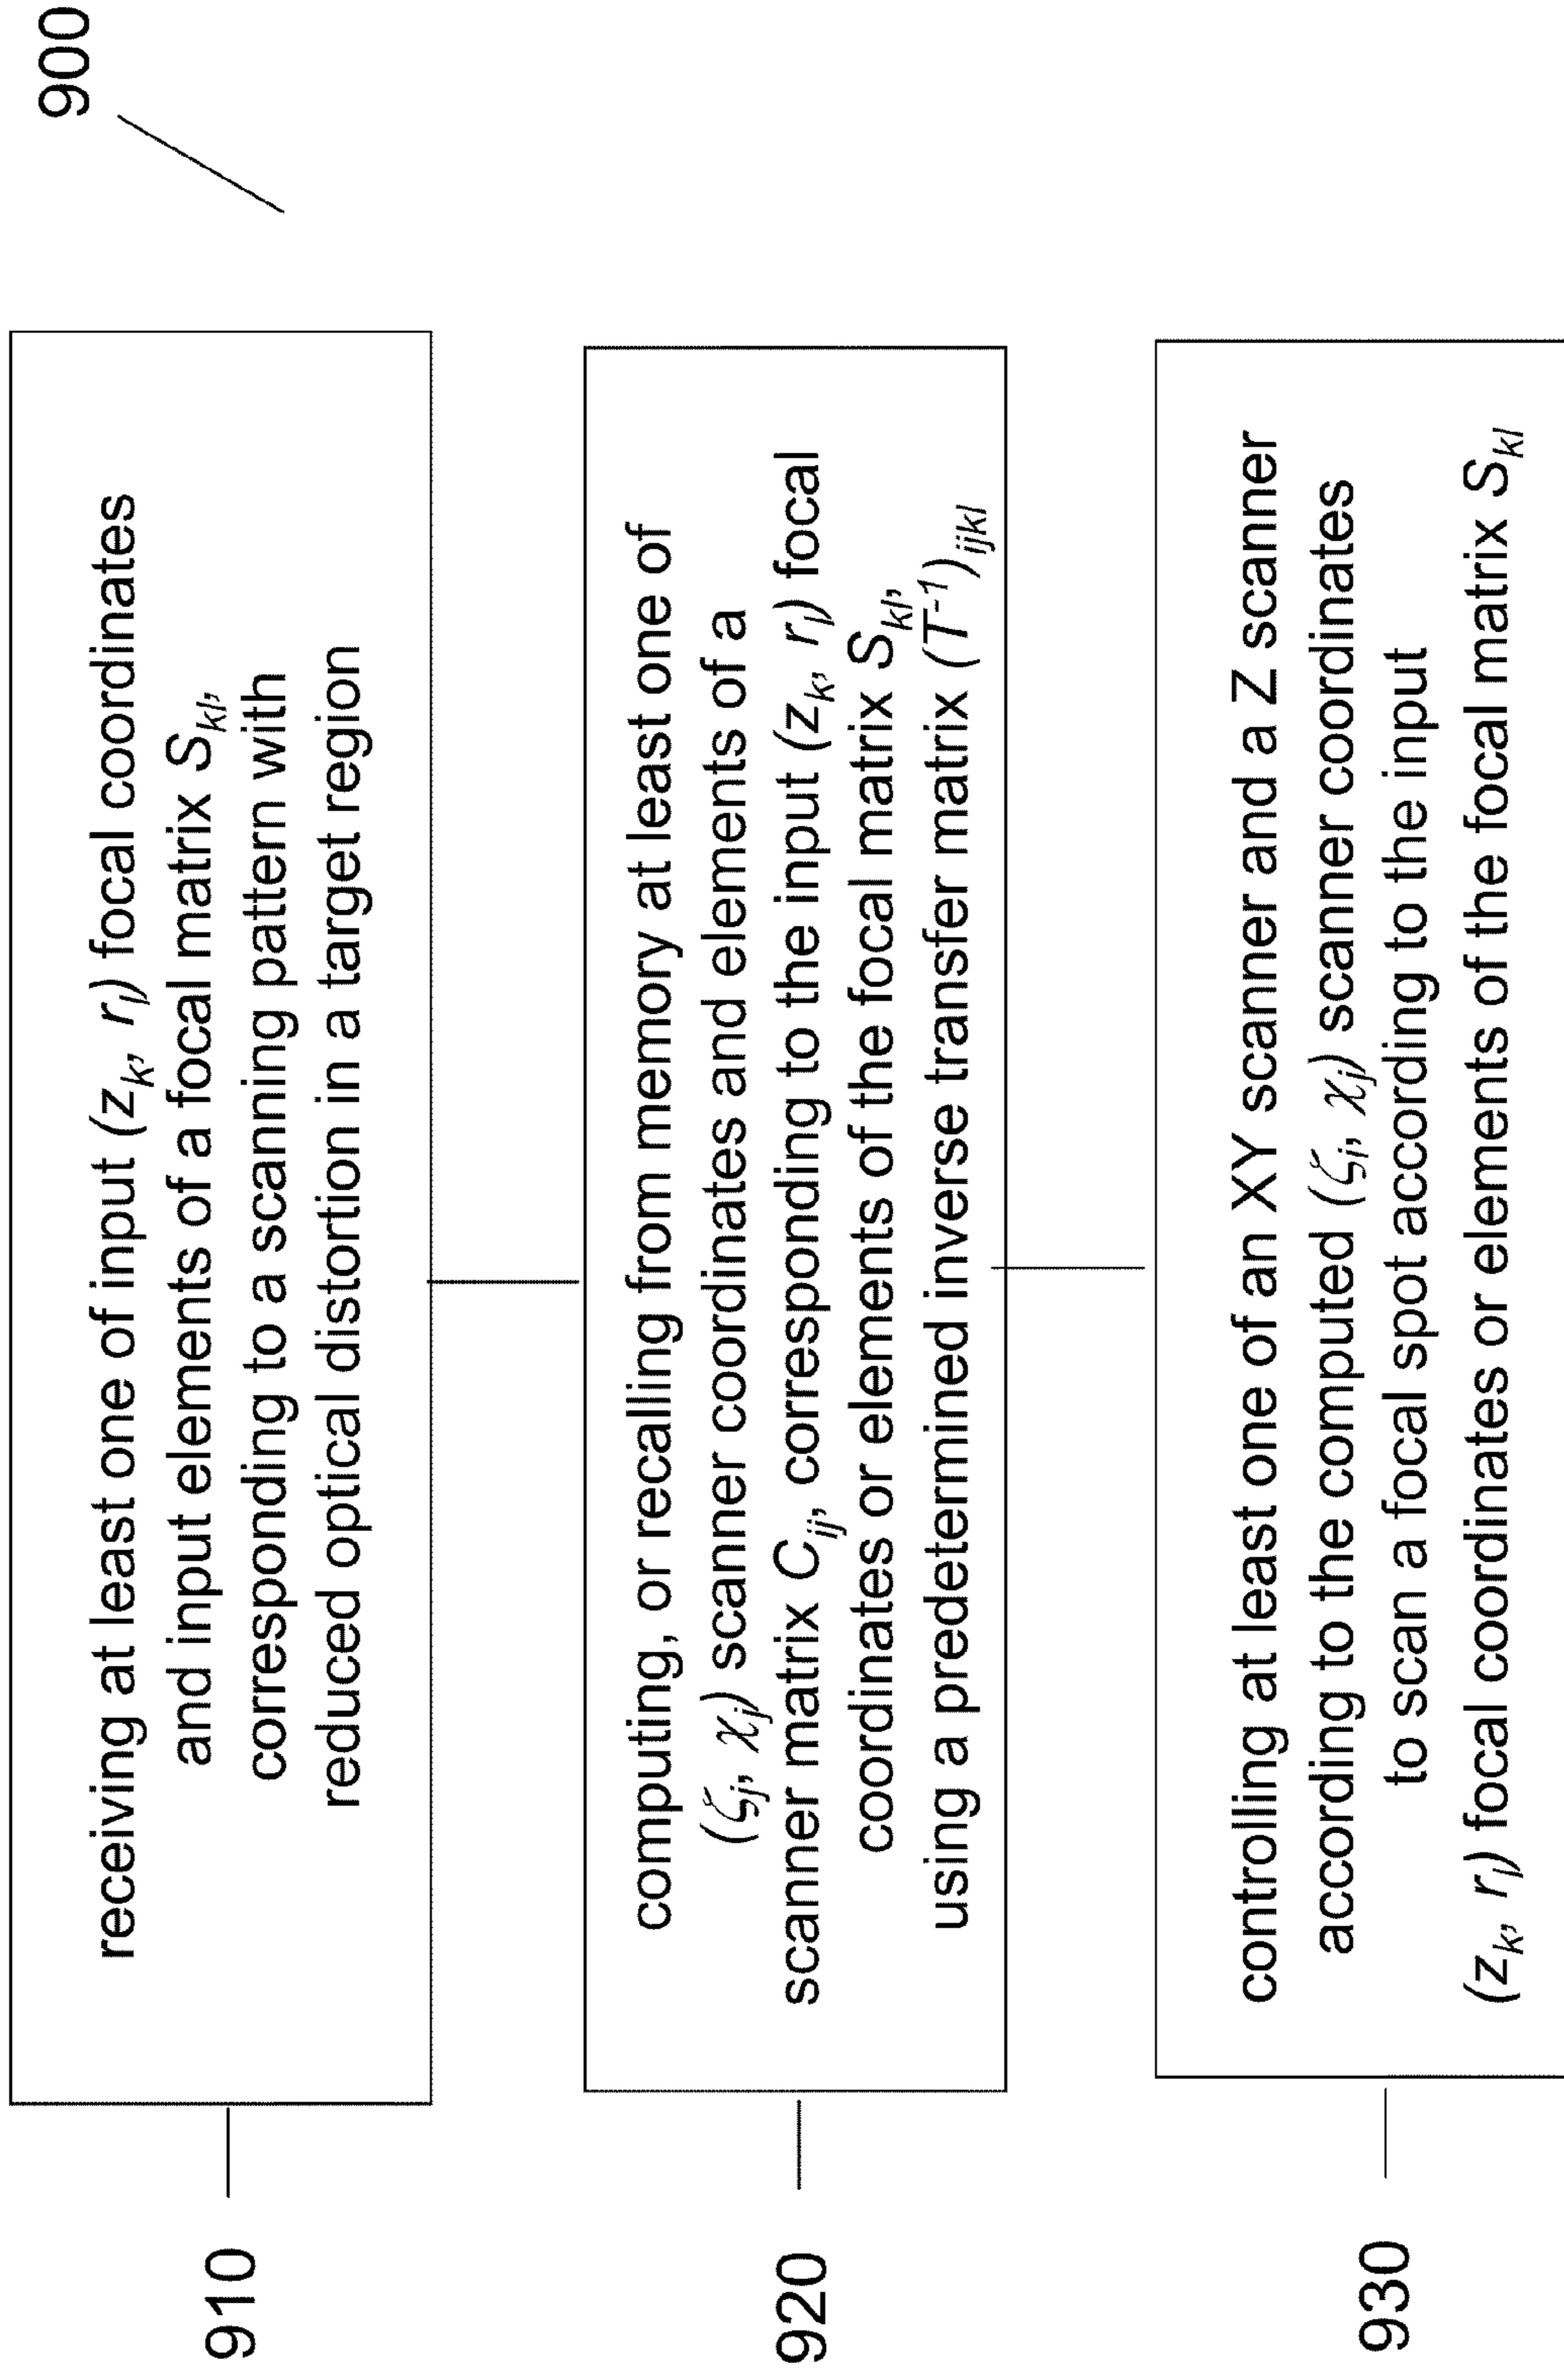 900
910
receiving at least one of input (z_k, r_l) focal coordinates
and input elements of a focal matrix S_kl,
corresponding to a scanning pattern with
reduced optical distortion in a target region
920
computing, or recalling from memory at least one of
(ζ_j, χ_j) scanner coordinates and elements of a
scanner matrix C_ij, corresponding to the input (z_k, r_l) focal
coordinates or elements of the focal matrix S_kl,
using a predetermined inverse transfer matrix (T^-1)_ijkl
930
controlling at least one of an XY scanner and a Z scanner
according to the computed (ζ_i, χ_j) scanner coordinates
to scan a focal spot according to the input
(z_k, r_l) focal coordinates or elements of the focal matrix S_kl